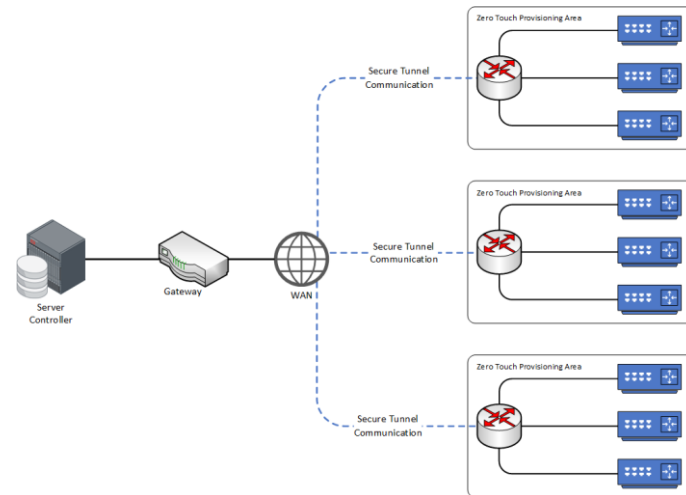 Zero Touch Provisioning Area
Secure Tunnel
Communication
Zero Touch Provisioning Area
Secure Tunnel
Communication
Server
Controller
Gateway
WAN
Zero Touch Provisioning Area
Secure Tunnel
Communication